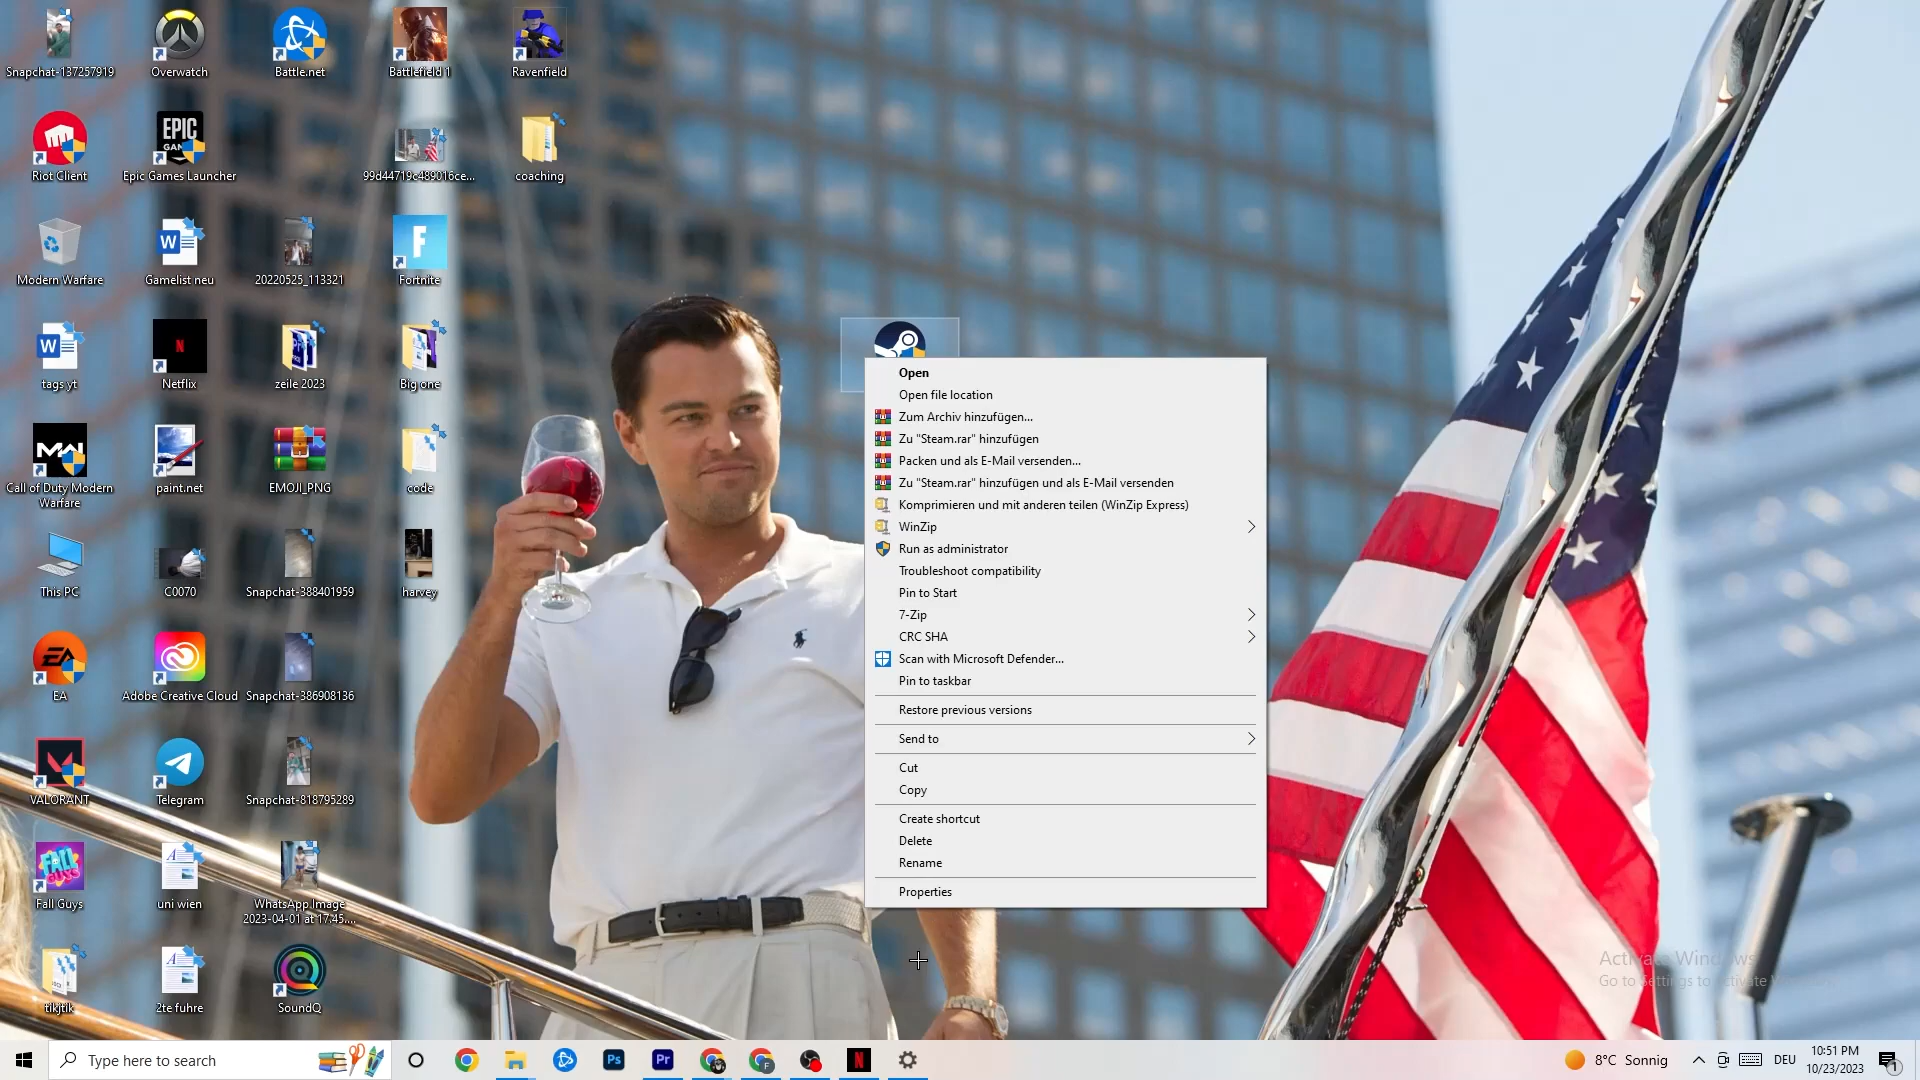 Snapchat-137257919
Overwatch
Battle.net
Battlefield 1
Ravenfield
EPIC
Riot Client
Epic Games Launcher
99d44719c489016ce...
coaching
Modern Warfare
Gamelist neu
20220525_113321
F
Fortnite
W
tags yt
N
Netflix
zeile 2023
Big one
MW
Call of Duty Modern
Warfare
paint.net
EMOJI_PNG
code
This PC
C0070
Snapchat-388401959
harvey
EA
EA
Adobe Creative Cloud
Snapchat-386908136
VALORANT
Telegram
Snapchat-818795289
FALL
GUYS
Fall Guys
uni wien
WhatsApp Image
2023-04-01 at 17.45....
tikjtik
2te fuhre
SoundQ
Open
Open file location
Zum Archiv hinzufügen...
Zu "Steam.rar" hinzufügen
Packen und als E-Mail versenden...
Zu "Steam.rar" hinzufügen und als E-Mail versenden
Komprimieren und mit anderen teilen (WinZip Express)
WinZip
Run as administrator
Troubleshoot compatibility
Pin to Start
7-Zip
CRC SHA
Scan with Microsoft Defender...
Pin to taskbar
Restore previous versions
Send to
Cut
Copy
Create shortcut
Delete
Rename
Properties
Activate Windows
Go to Settings to activate
Type here to search
Ps
Pr
F
N
8°C Sonnig
DEU
10:51 PM
10/23/2023
1